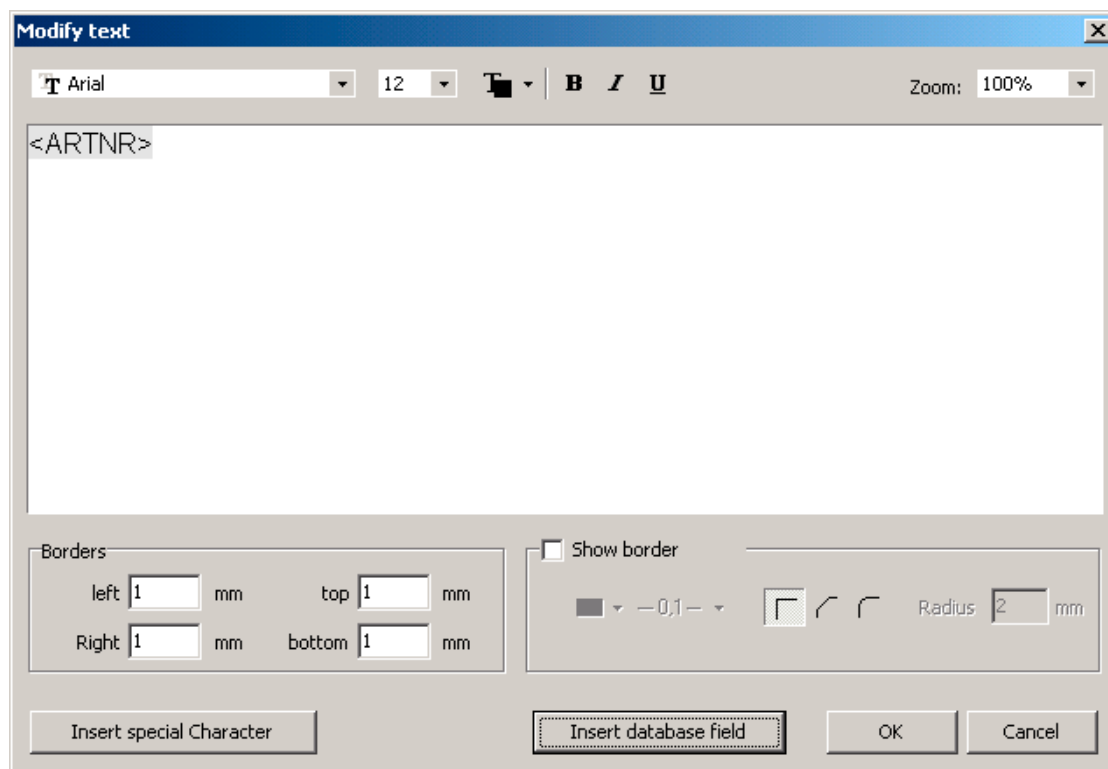 Modify text
Arial 12 B I U Zoom: 100%
<ARTNR>
Borders
left 1 mm top 1 mm
Right 1 mm bottom 1 mm
Show border
0,1 Radius 2 mm
Insert special Character Insert database field OK Cancel